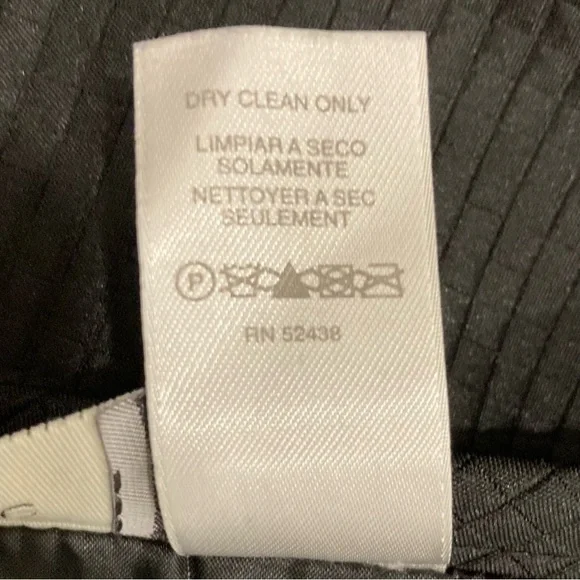 DRY CLEAN ONLY
LIMPIAR A SECO
SOLAMENTE
NETTOYER A SEC
SEULEMENT
P
RN 52438